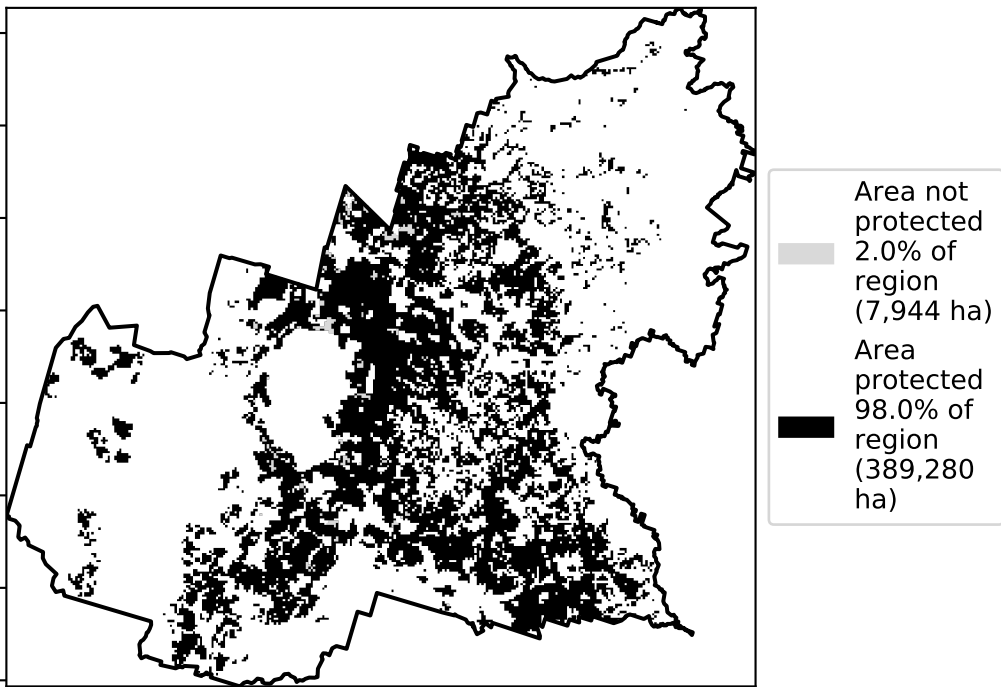 Area not
protected
2.0% of
region
(7,944 ha)
Area
protected
98.0% of
region
(389,280
ha)